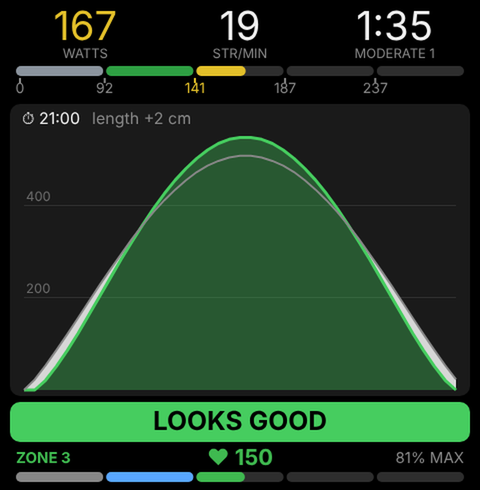 167 19 1:35
WATTS STR/MIN MODERATE 1
0 92 141 187 237
21:00 length +2 cm
400
200
LOOKS GOOD
ZONE 3 150 81% MAX